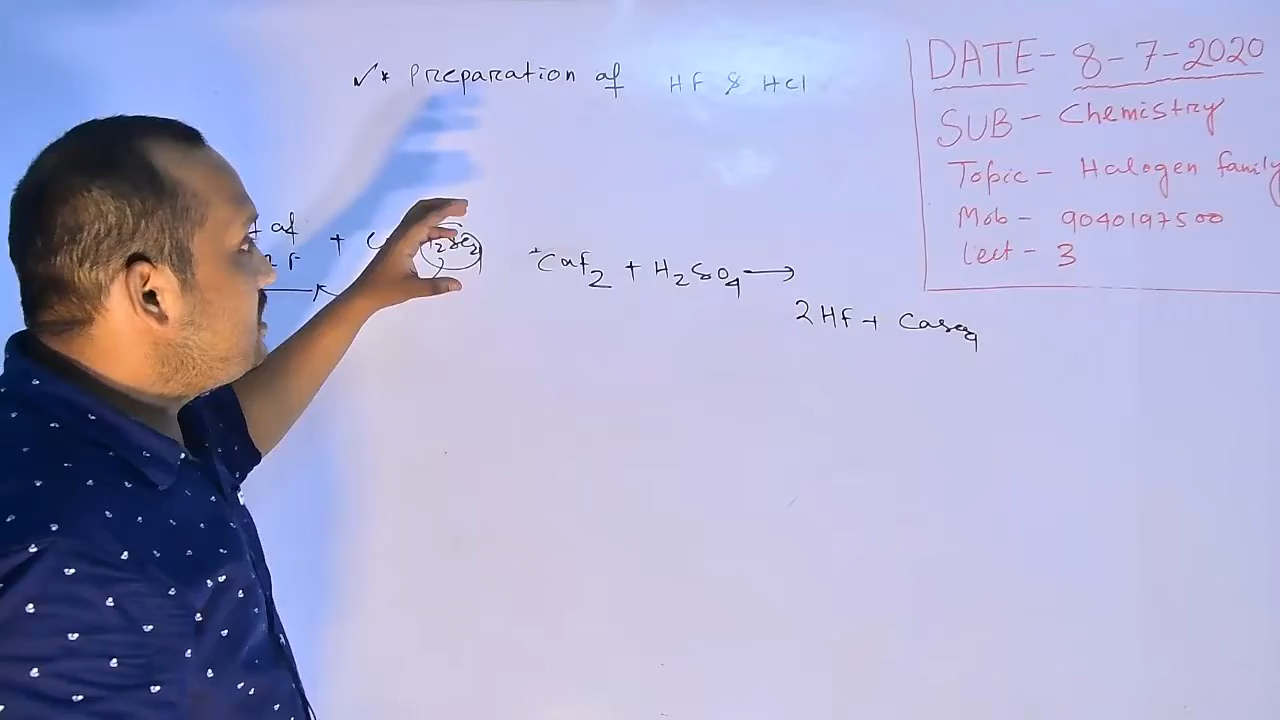 ✓* Preparation of HF & HCl
DATE- 8-7-2020
SUB- Chemistry
Topic- Halogen family
Mob- 9040197500
Lect- 3
of + C
F
CaF2 + H2SO4 ⟶
2HF + CaSO4